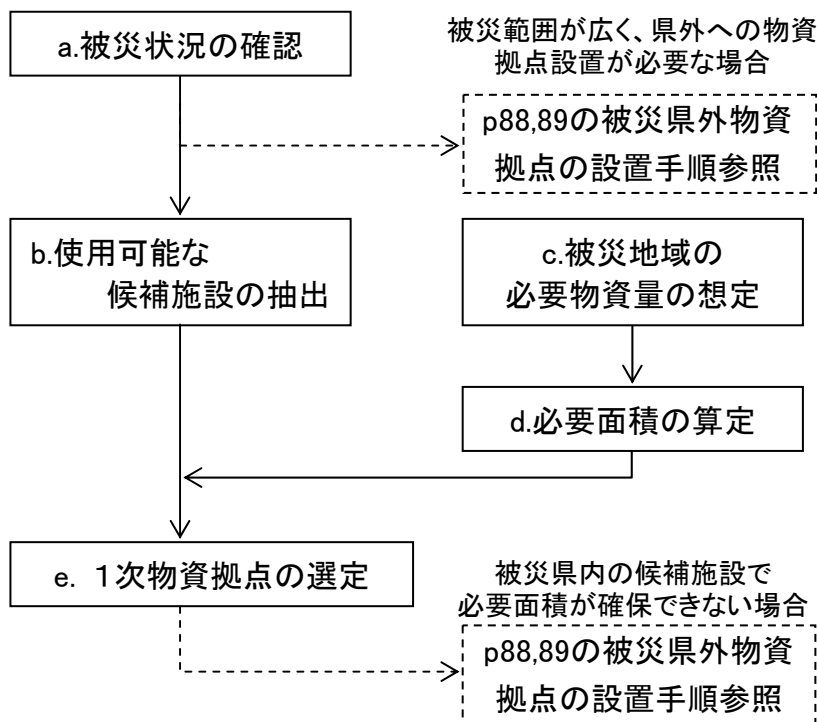 a.被災状況の確認
被災範囲が広く、県外への物資
拠点設置が必要な場合
p88,89の被災県外物資
拠点の設置手順参照
b.使用可能な
候補施設の抽出
c.被災地域の
必要物資量の想定
d.必要面積の算定
e. １次物資拠点の選定
被災県内の候補施設で
必要面積が確保できない場合
p88,89の被災県外物資
拠点の設置手順参照